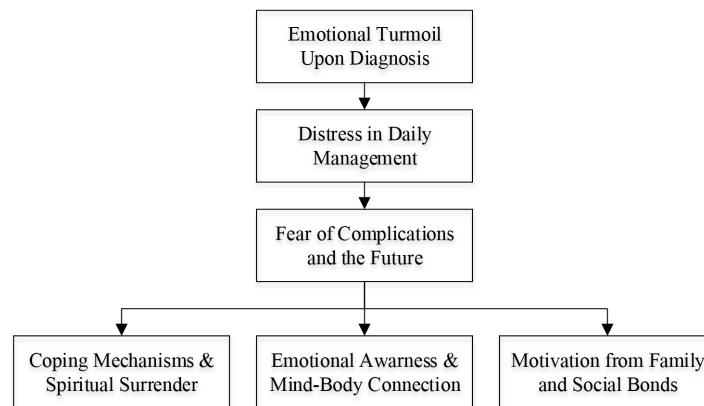 Emotional Turmoil
Upon Diagnosis
Distress in Daily
Management
Fear of Complications
and the Future
Coping Mechanisms &
Spiritual Surrender
Emotional Awarness &
Mind-Body Connection
Motivation from Family
and Social Bonds